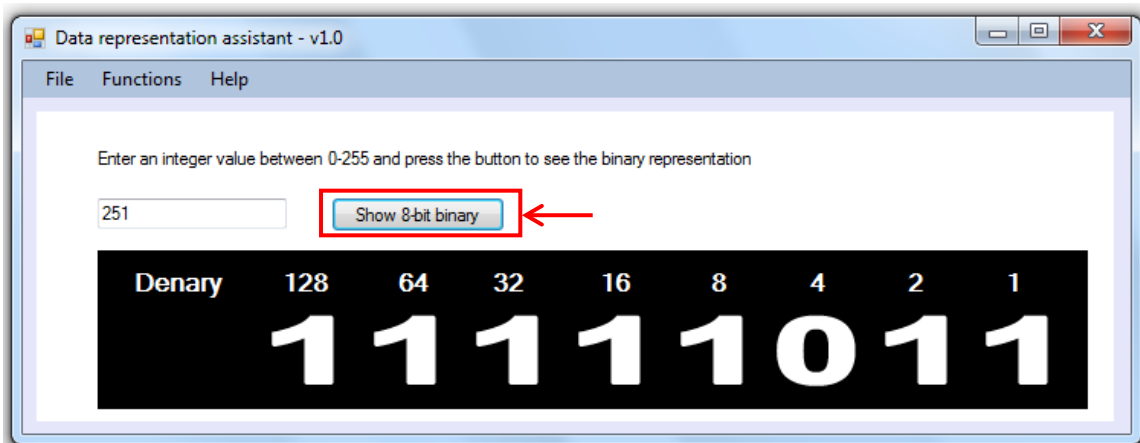 Data representation assistant - v1.0
File Functions Help
Enter an integer value between 0-255 and press the button to see the binary representation
251 Show 8-bit binary
Denary 128 64 32 16 8 4 2 1
1 1 1 1 1 0 1 1